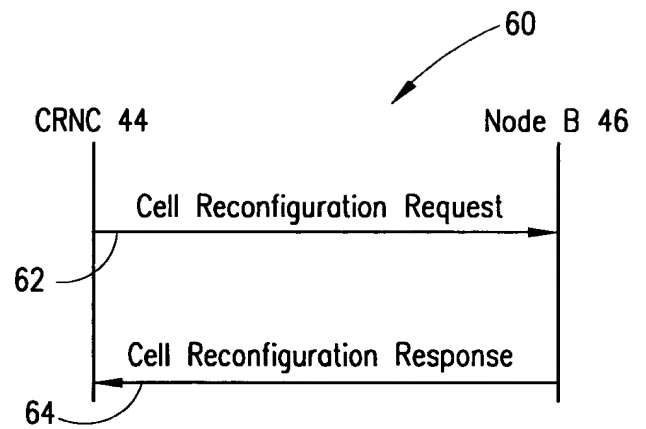 60
CRNC 44
Node B 46
Cell Reconfiguration Request
62
Cell Reconfiguration Response
64